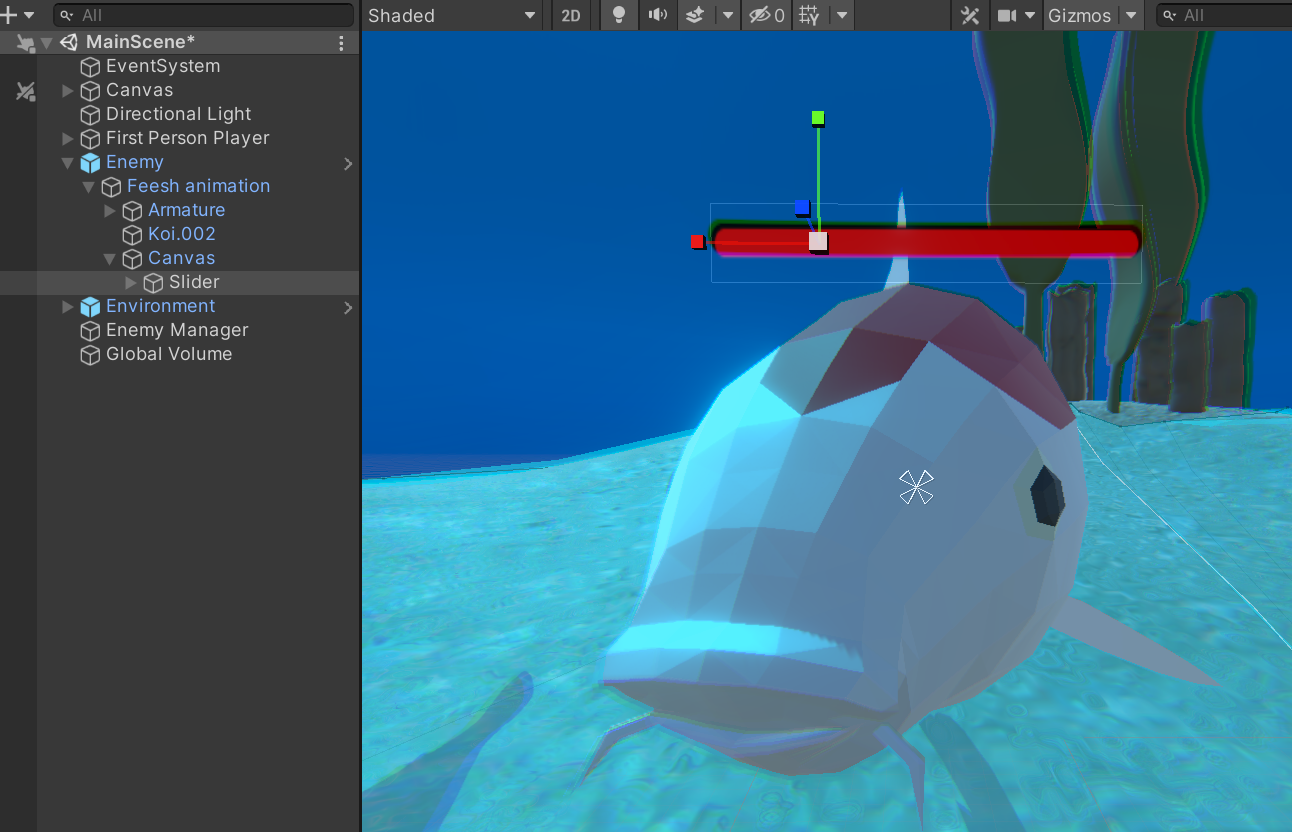 All
Shaded
2D
0
Gizmos
All
MainScene*
EventSystem
Canvas
Directional Light
First Person Player
Enemy
Feesh animation
Armature
Koi.002
Canvas
Slider
Environment
Enemy Manager
Global Volume